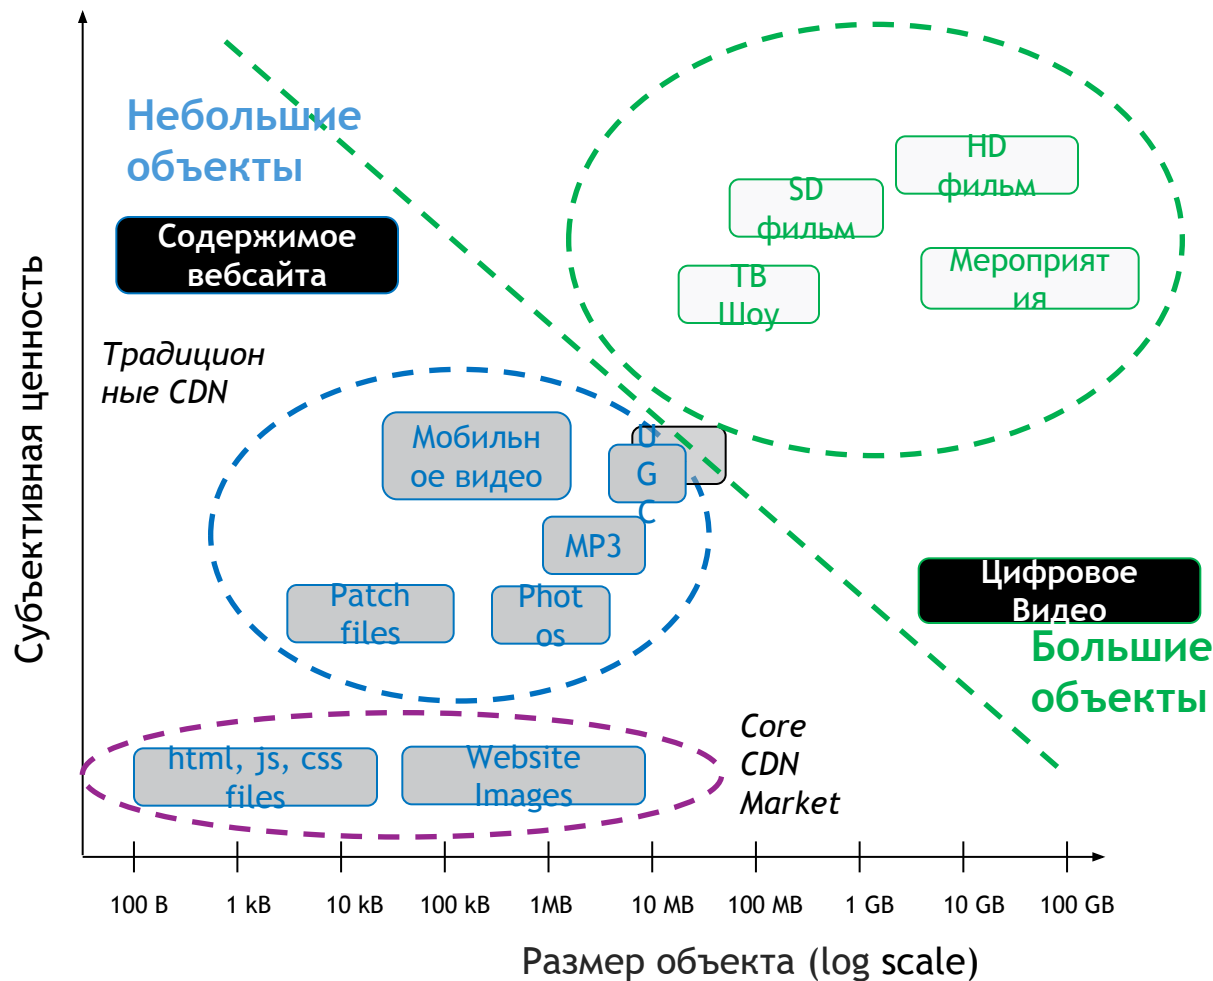 Небольшие
объекты
HD
фильм
SD
фильм
Содержимое
вебсайта
ТВ
Шоу
Мероприят
ия
Субъективная ценность
Традицион
ные CDN
Мобильн
ое видео
U
G
C
MP3
Цифровое
Видео
Patch
files
Phot
os
Большие
объекты
Core
CDN
Market
html, js, css
files
Website
Images
100 B
1 kB
10 kB
100 kB
1MB
10 MB
100 MB
1 GB
10 GB
100 GB
Размер объекта (log scale)